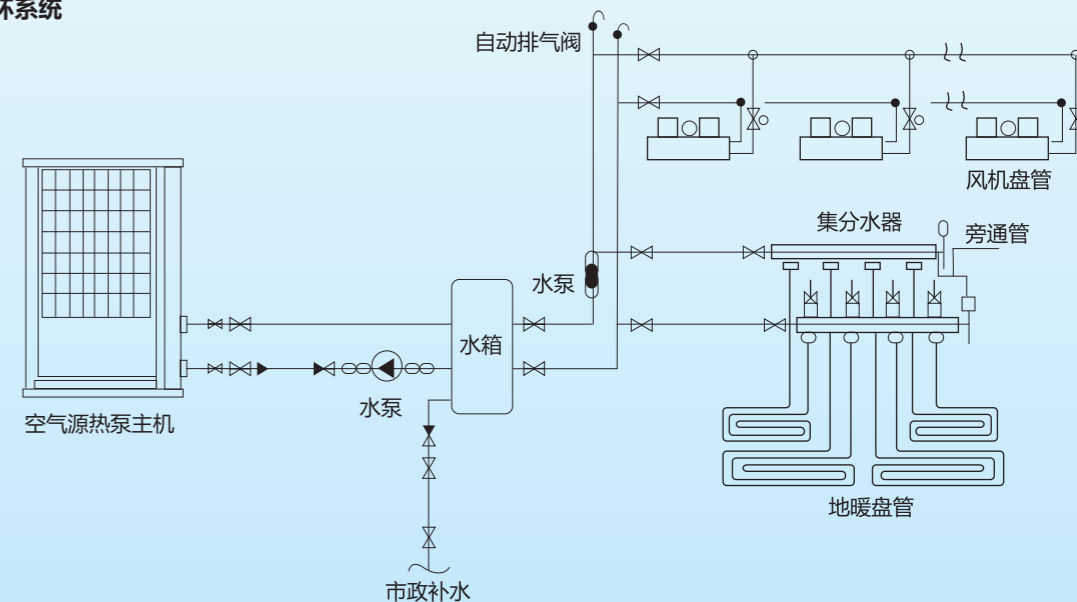 环系统
自动排气阀
风机盘管
集分水器
旁通管
水泵
水箱
水泵
空气源热泵主机
地暖盘管
市政补水